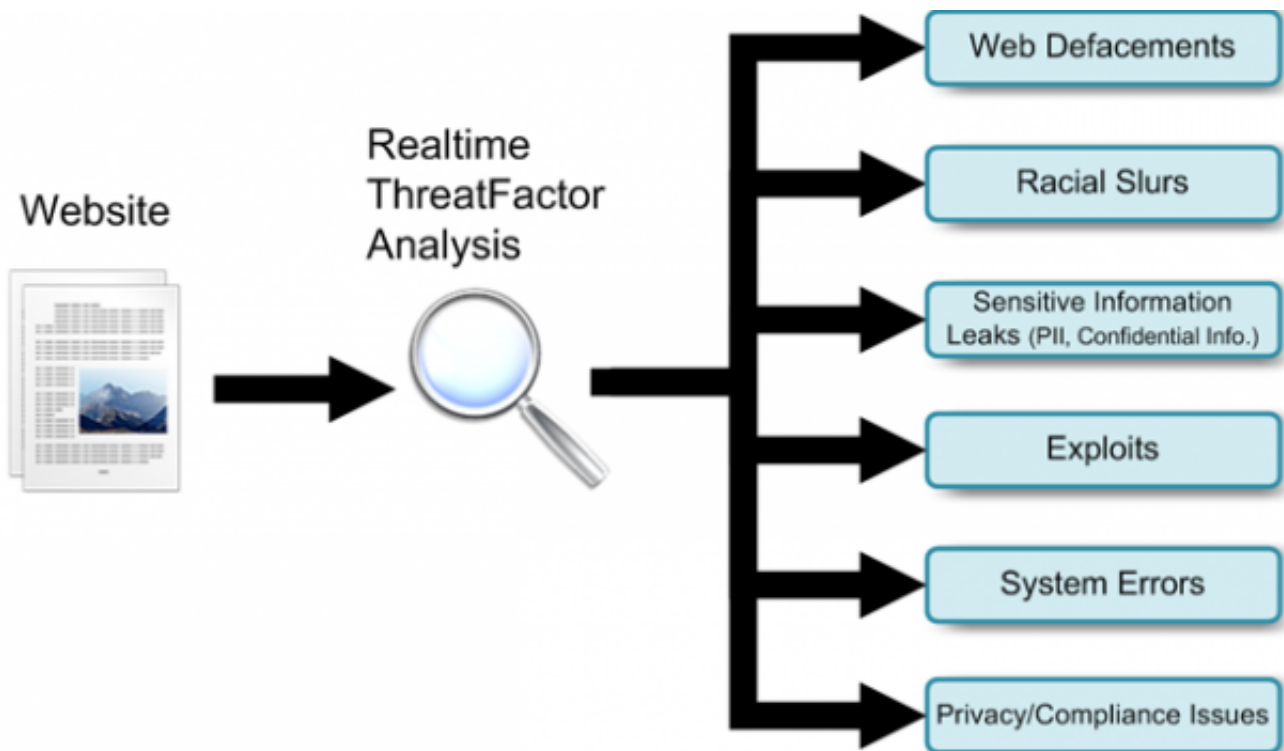 Website
Realtime
ThreatFactor
Analysis
Web Defacements
Racial Slurs
Sensitive Information
Leaks (PII, Confidential Info.)
Exploits
System Errors
Privacy/Compliance Issues